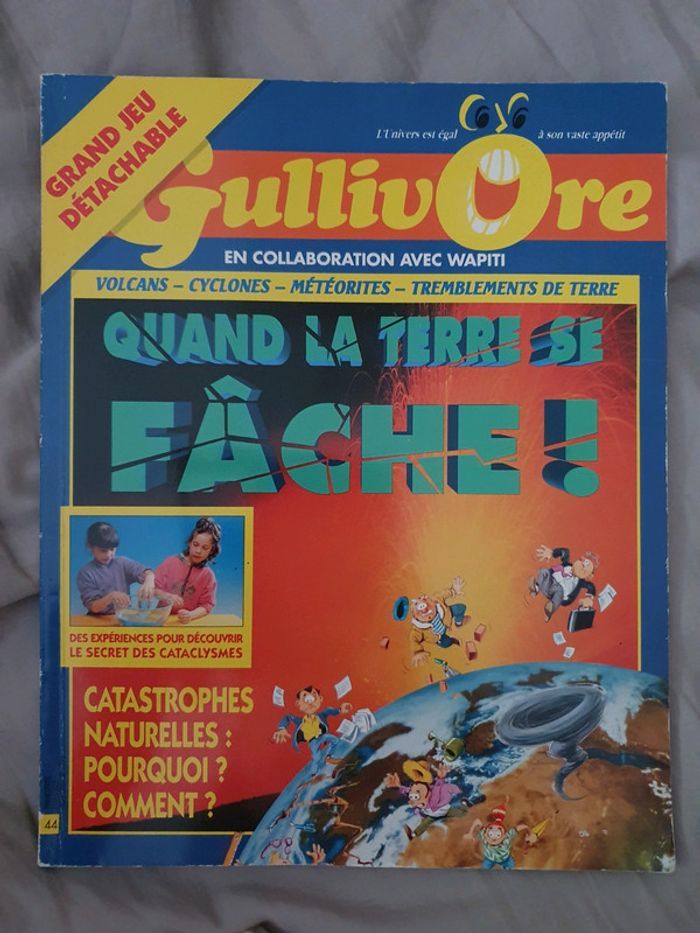 GRAND JEU
DÉTACHABLE
L'Univers est égal à son vaste appétit
GullivOre
EN COLLABORATION AVEC WAPITI
VOLCANS – CYCLONES – MÉTÉORITES – TREMBLEMENTS DE TERRE
QUAND LA TERRE SE
FÂCHE !
DES EXPÉRIENCES POUR DÉCOUVRIR
LE SECRET DES CATACLYSMES
CATASTROPHES
NATURELLES :
POURQUOI ?
COMMENT ?
44